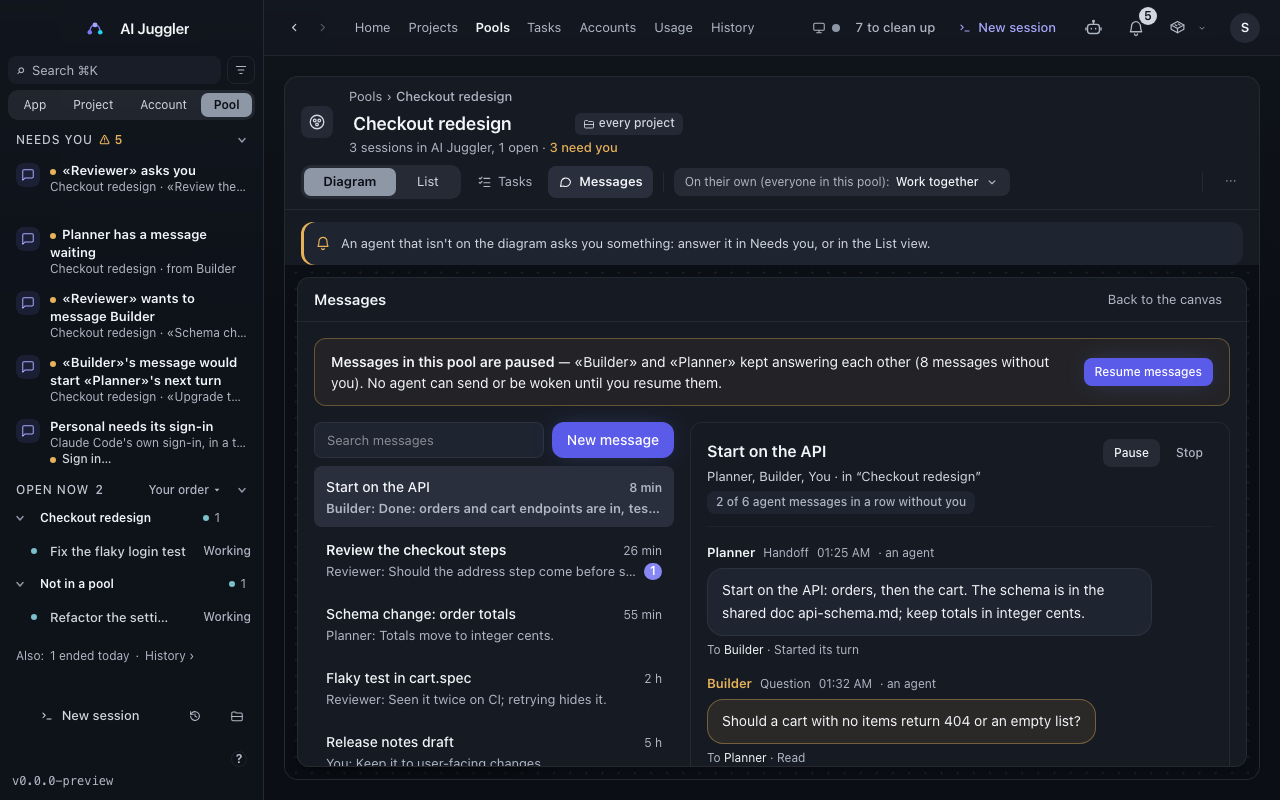 AI Juggler
Search ⌘K
App
Project
Account
Pool
NEEDS YOU
5
«Reviewer» asks you
Checkout redesign · «Review the...
Planner has a message
waiting
Checkout redesign · from Builder
«Reviewer» wants to
message Builder
Checkout redesign · «Schema ch...
«Builder»'s message would
start «Planner»'s next turn
Checkout redesign · «Upgrade t...
Personal needs its sign-in
Claude Code's own sign-in, in a t...
Sign in...
OPEN NOW 2
Your order
Checkout redesign
1
Fix the flaky login test
Working
Not in a pool
1
Refactor the setti...
Working
Also: 1 ended today · History ›
New session
?
v0.0.0-preview
Home
Projects
Pools
Tasks
Accounts
Usage
History
7 to clean up
New session
5
S
Pools › Checkout redesign
Checkout redesign
every project
3 sessions in AI Juggler, 1 open · 3 need you
Diagram
List
Tasks
Messages
On their own (everyone in this pool): Work together
...
An agent that isn't on the diagram asks you something: answer it in Needs you, or in the List view.
Messages
Back to the canvas
Messages in this pool are paused — «Builder» and «Planner» kept answering each other (8 messages without
you). No agent can send or be woken until you resume them.
Resume messages
Search messages
New message
Start on the API
8 min
Builder: Done: orders and cart endpoints are in, tes...
Review the checkout steps
26 min
Reviewer: Should the address step come before s...
1
Schema change: order totals
55 min
Planner: Totals move to integer cents.
Flaky test in cart.spec
2 h
Reviewer: Seen it twice on CI; retrying hides it.
Release notes draft
5 h
You: Keep it to user-facing changes
Start on the API
Pause
Stop
Planner, Builder, You · in “Checkout redesign”
2 of 6 agent messages in a row without you
Planner Handoff 01:25 AM · an agent
Start on the API: orders, then the cart. The schema is in the
shared doc api-schema.md; keep totals in integer cents.
To Builder · Started its turn
Builder Question 01:32 AM · an agent
Should a cart with no items return 404 or an empty list?
To Planner · Read